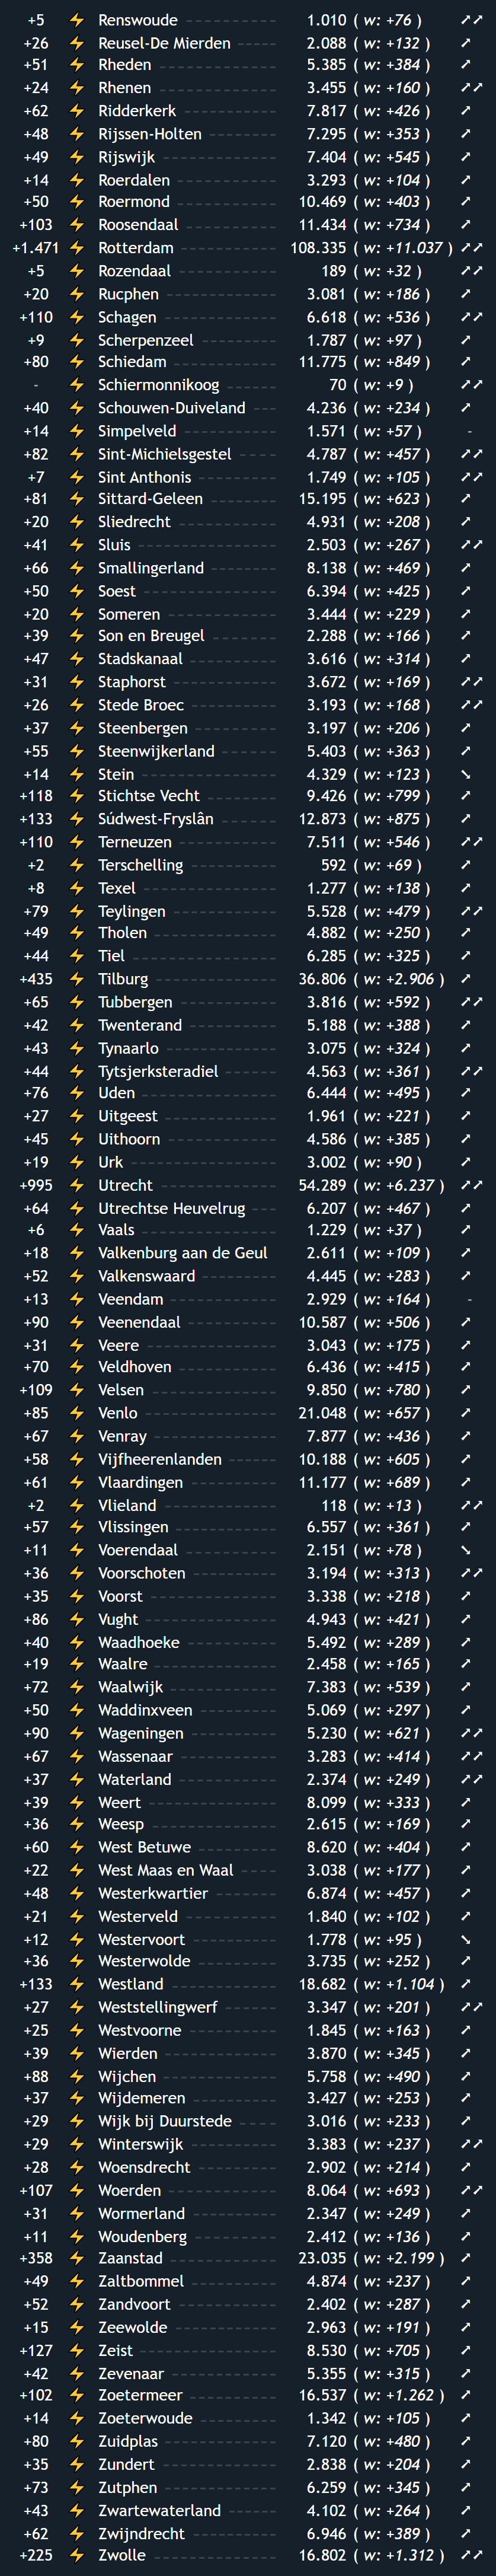 +5 ⚡ Renswoude 1.010 ( w: +76 ) ➚➚
+26 ⚡ Reusel-De Mierden 2.088 ( w: +132 ) ➚
+51 ⚡ Rheden 5.385 ( w: +384 ) ➚
+24 ⚡ Rhenen 3.455 ( w: +160 ) ➚➚
+62 ⚡ Ridderkerk 7.817 ( w: +426 ) ➚
+48 ⚡ Rijssen-Holten 7.295 ( w: +353 ) ➚
+49 ⚡ Rijswijk 7.404 ( w: +545 ) ➚
+14 ⚡ Roerdalen 3.293 ( w: +104 ) ➚
+50 ⚡ Roermond 10.469 ( w: +403 ) ➚
+103 ⚡ Roosendaal 11.434 ( w: +734 ) ➚
+1.471 ⚡ Rotterdam 108.335 ( w: +11.037 ) ➚➚
+5 ⚡ Rozendaal 189 ( w: +32 ) ➚➚
+20 ⚡ Rucphen 3.081 ( w: +186 ) ➚
+110 ⚡ Schagen 6.618 ( w: +536 ) ➚➚
+9 ⚡ Scherpenzeel 1.787 ( w: +97 ) ➚
+80 ⚡ Schiedam 11.775 ( w: +849 ) ➚
- ⚡ Schiermonnikoog 70 ( w: +9 ) ➚➚
+40 ⚡ Schouwen-Duiveland 4.236 ( w: +234 ) ➚
+14 ⚡ Simpelveld 1.571 ( w: +57 ) -
+82 ⚡ Sint-Michielsgestel 4.787 ( w: +457 ) ➚➚
+7 ⚡ Sint Anthonis 1.749 ( w: +105 ) ➚➚
+81 ⚡ Sittard-Geleen 15.195 ( w: +623 ) ➚
+20 ⚡ Sliedrecht 4.931 ( w: +208 ) ➚
+41 ⚡ Sluis 2.503 ( w: +267 ) ➚➚
+66 ⚡ Smallingerland 8.138 ( w: +469 ) ➚
+50 ⚡ Soest 6.394 ( w: +425 ) ➚
+20 ⚡ Someren 3.444 ( w: +229 ) ➚
+39 ⚡ Son en Breugel 2.288 ( w: +166 ) ➚
+47 ⚡ Stadskanaal 3.616 ( w: +314 ) ➚
+31 ⚡ Staphorst 3.672 ( w: +169 ) ➚➚
+26 ⚡ Stede Broec 3.193 ( w: +168 ) ➚➚
+37 ⚡ Steenbergen 3.197 ( w: +206 ) ➚
+55 ⚡ Steenwijkerland 5.403 ( w: +363 ) ➚
+14 ⚡ Stein 4.329 ( w: +123 ) ➘
+118 ⚡ Stichtse Vecht 9.426 ( w: +799 ) ➚
+133 ⚡ Súdwest-Fryslân 12.873 ( w: +875 ) ➚
+110 ⚡ Terneuzen 7.511 ( w: +546 ) ➚➚
+2 ⚡ Terschelling 592 ( w: +69 ) ➚
+8 ⚡ Texel 1.277 ( w: +138 ) ➚
+79 ⚡ Teylingen 5.528 ( w: +479 ) ➚➚
+49 ⚡ Tholen 4.882 ( w: +250 ) ➚
+44 ⚡ Tiel 6.285 ( w: +325 ) ➚
+435 ⚡ Tilburg 36.806 ( w: +2.906 ) ➚
+65 ⚡ Tubbergen 3.816 ( w: +592 ) ➚➚
+42 ⚡ Twenterand 5.188 ( w: +388 ) ➚
+43 ⚡ Tynaarlo 3.075 ( w: +324 ) ➚
+44 ⚡ Tytsjerksteradiel 4.563 ( w: +361 ) ➚➚
+76 ⚡ Uden 6.444 ( w: +495 ) ➚
+27 ⚡ Uitgeest 1.961 ( w: +221 ) ➚
+45 ⚡ Uithoorn 4.586 ( w: +385 ) ➚
+19 ⚡ Urk 3.002 ( w: +90 ) ➚
+995 ⚡ Utrecht 54.289 ( w: +6.237 ) ➚➚
+64 ⚡ Utrechtse Heuvelrug 6.207 ( w: +467 ) ➚
+6 ⚡ Vaals 1.229 ( w: +37 ) ➚
+18 ⚡ Valkenburg aan de Geul 2.611 ( w: +109 ) ➚
+52 ⚡ Valkenswaard 4.445 ( w: +283 ) ➚
+13 ⚡ Veendam 2.929 ( w: +164 ) -
+90 ⚡ Veenendaal 10.587 ( w: +506 ) ➚
+31 ⚡ Veere 3.043 ( w: +175 ) ➚
+70 ⚡ Veldhoven 6.436 ( w: +415 ) ➚
+109 ⚡ Velsen 9.850 ( w: +780 ) ➚
+85 ⚡ Venlo 21.048 ( w: +657 ) ➚
+67 ⚡ Venray 7.877 ( w: +436 ) ➚
+58 ⚡ Vijfheerenlanden 10.188 ( w: +605 ) ➚
+61 ⚡ Vlaardingen 11.177 ( w: +689 ) ➚
+2 ⚡ Vlieland 118 ( w: +13 ) ➚➚
+57 ⚡ Vlissingen 6.557 ( w: +361 ) ➚
+11 ⚡ Voerendaal 2.151 ( w: +78 ) ➘
+36 ⚡ Voorschoten 3.194 ( w: +313 ) ➚➚
+35 ⚡ Voorst 3.338 ( w: +218 ) ➚
+86 ⚡ Vught 4.943 ( w: +421 ) ➚
+40 ⚡ Waadhoeke 5.492 ( w: +289 ) ➚
+19 ⚡ Waalre 2.458 ( w: +165 ) ➚
+72 ⚡ Waalwijk 7.383 ( w: +539 ) ➚
+50 ⚡ Waddinxveen 5.069 ( w: +297 ) ➚
+90 ⚡ Wageningen 5.230 ( w: +621 ) ➚➚
+67 ⚡ Wassenaar 3.283 ( w: +414 ) ➚➚
+37 ⚡ Waterland 2.374 ( w: +249 ) ➚➚
+39 ⚡ Weert 8.099 ( w: +333 ) ➚
+36 ⚡ Weesp 2.615 ( w: +169 ) ➚
+60 ⚡ West Betuwe 8.620 ( w: +404 ) ➚
+22 ⚡ West Maas en Waal 3.038 ( w: +177 ) ➚
+48 ⚡ Westerkwartier 6.874 ( w: +457 ) ➚
+21 ⚡ Westerveld 1.840 ( w: +102 ) ➚
+12 ⚡ Westervoort 1.778 ( w: +95 ) ➘
+36 ⚡ Westerwolde 3.735 ( w: +252 ) ➚
+133 ⚡ Westland 18.682 ( w: +1.104 ) ➚
+27 ⚡ Weststellingwerf 3.347 ( w: +201 ) ➚➚
+25 ⚡ Westvoorne 1.845 ( w: +163 ) ➚
+39 ⚡ Wierden 3.870 ( w: +345 ) ➚
+88 ⚡ Wijchen 5.758 ( w: +490 ) ➚
+37 ⚡ Wijdemeren 3.427 ( w: +253 ) ➚
+29 ⚡ Wijk bij Duurstede 3.016 ( w: +233 ) ➚
+29 ⚡ Winterswijk 3.383 ( w: +237 ) ➚➚
+28 ⚡ Woensdrecht 2.902 ( w: +214 ) ➚
+107 ⚡ Woerden 8.064 ( w: +693 ) ➚➚
+31 ⚡ Wormerland 2.347 ( w: +249 ) ➚
+11 ⚡ Woudenberg 2.412 ( w: +136 ) ➚
+358 ⚡ Zaanstad 23.035 ( w: +2.199 ) ➚
+49 ⚡ Zaltbommel 4.874 ( w: +237 ) ➚
+52 ⚡ Zandvoort 2.402 ( w: +287 ) ➚
+15 ⚡ Zeewolde 2.963 ( w: +191 ) ➚
+127 ⚡ Zeist 8.530 ( w: +705 ) ➚
+42 ⚡ Zevenaar 5.355 ( w: +315 ) ➚
+102 ⚡ Zoetermeer 16.537 ( w: +1.262 ) ➚
+14 ⚡ Zoeterwoude 1.342 ( w: +105 ) ➚
+80 ⚡ Zuidplas 7.120 ( w: +480 ) ➚
+35 ⚡ Zundert 2.838 ( w: +204 ) ➚
+73 ⚡ Zutphen 6.259 ( w: +345 ) ➚
+43 ⚡ Zwartewaterland 4.102 ( w: +264 ) ➚
+62 ⚡ Zwijndrecht 6.946 ( w: +389 ) ➚
+225 ⚡ Zwolle 16.802 ( w: +1.312 ) ➚➚